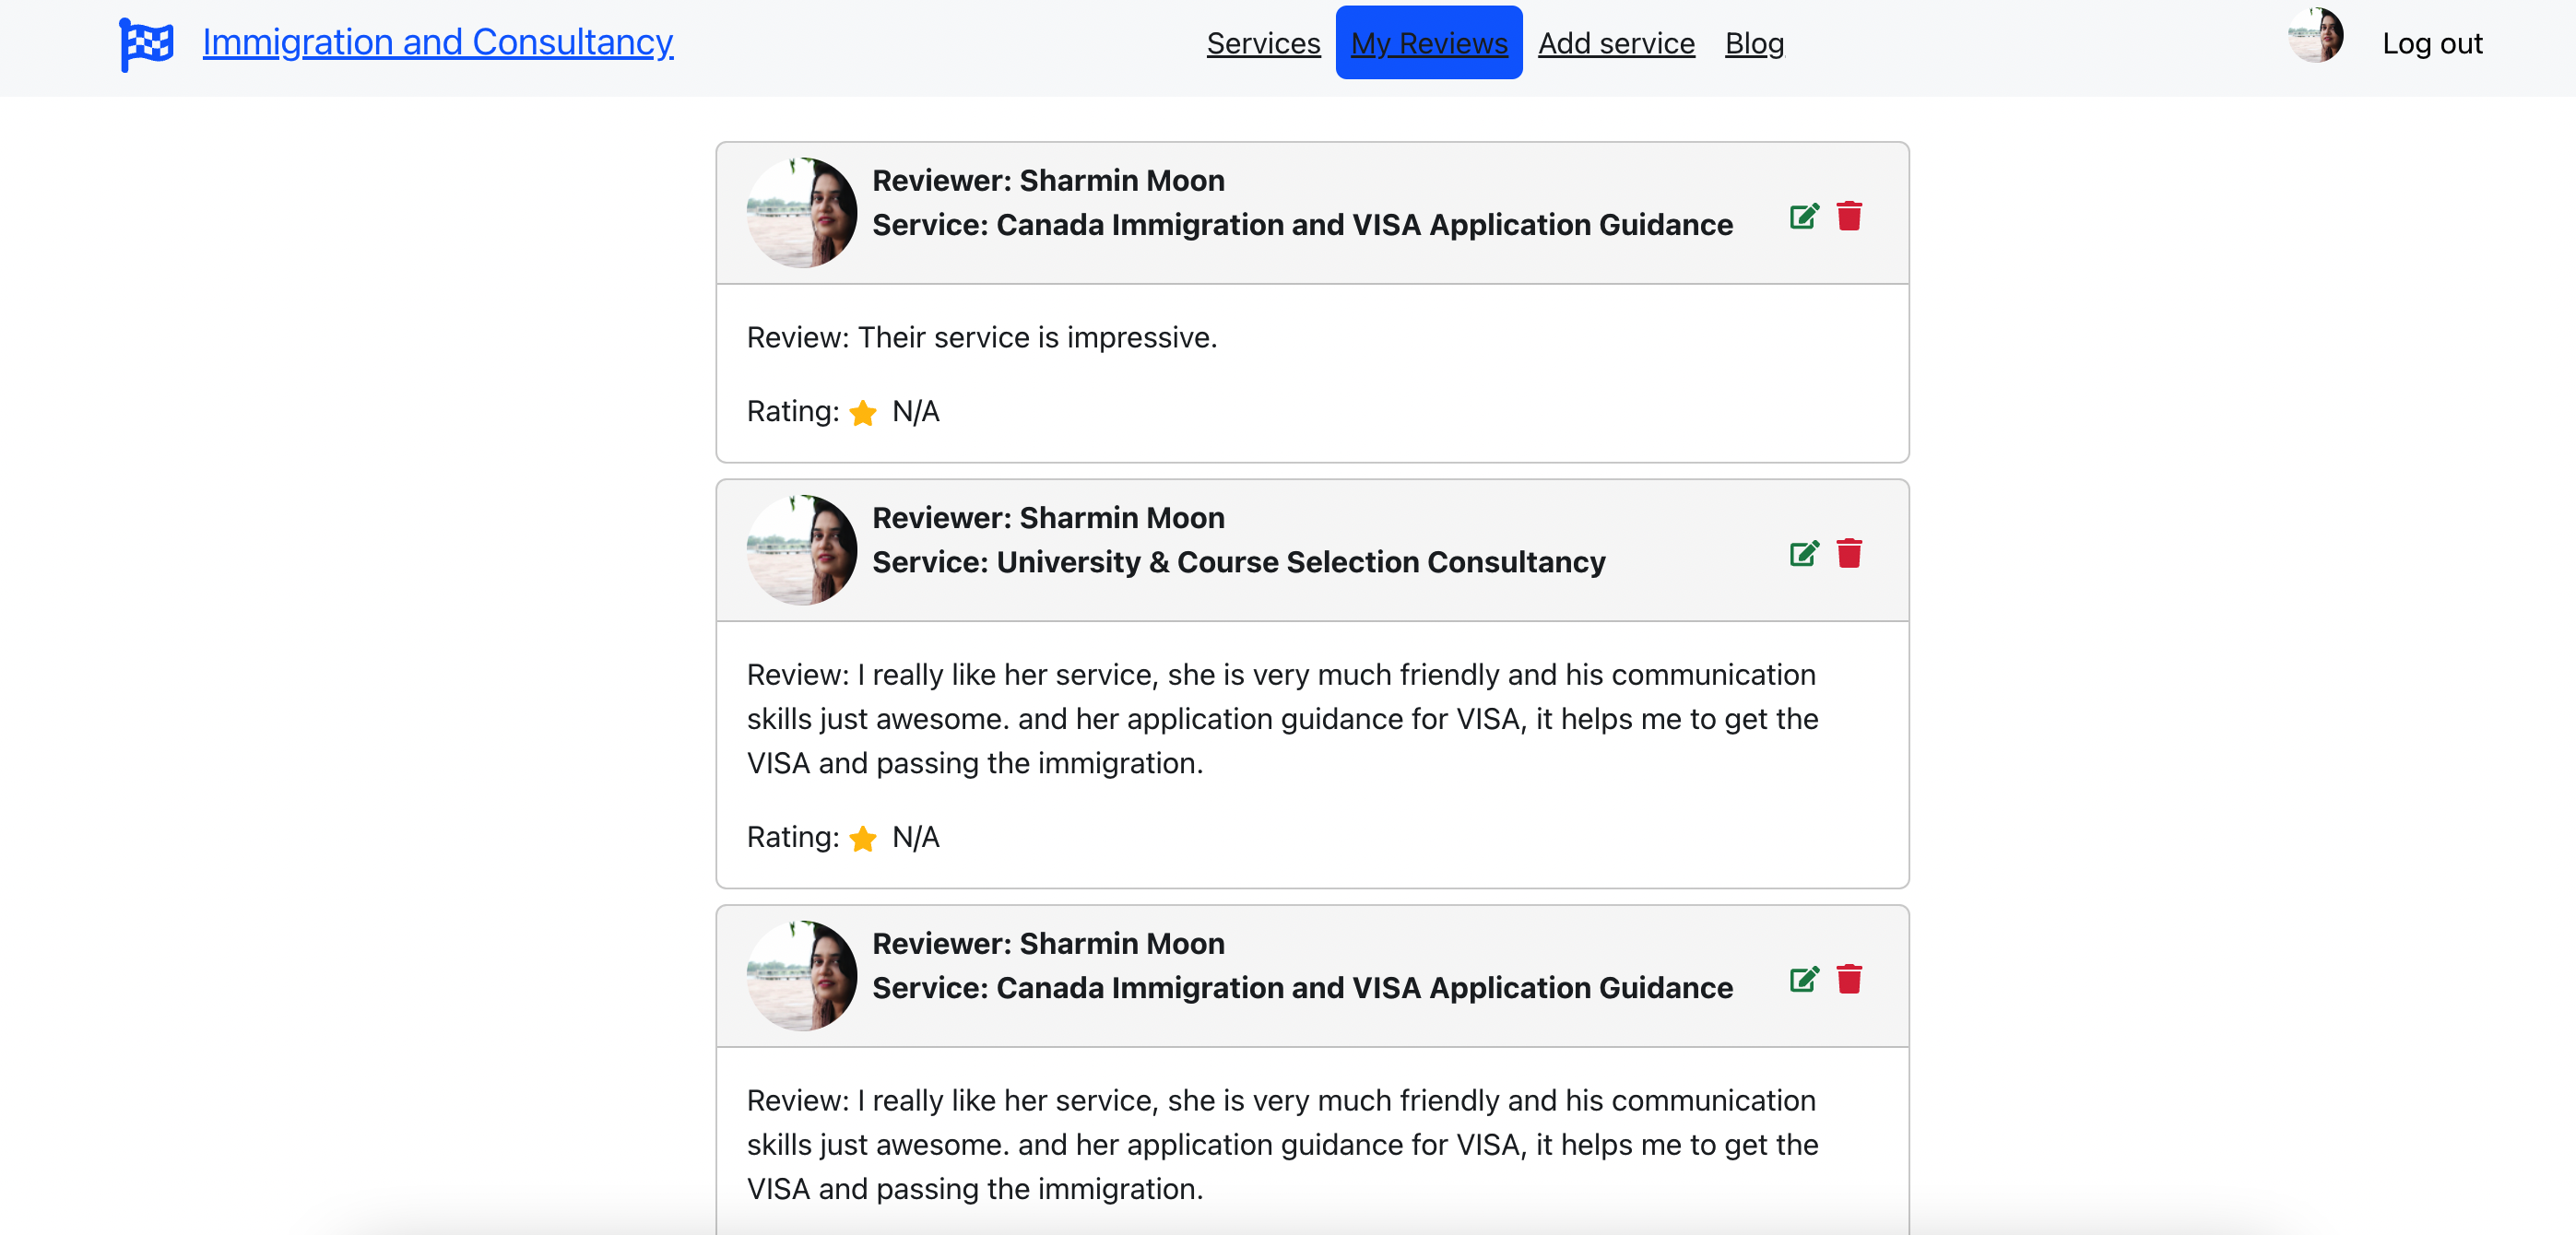 Immigration and Consultancy
Services My Reviews Add service Blog
Log out
Reviewer: Sharmin Moon
Service: Canada Immigration and VISA Application Guidance
Review: Their service is impressive.
Rating: N/A
Reviewer: Sharmin Moon
Service: University & Course Selection Consultancy
Review: I really like her service, she is very much friendly and his communication
skills just awesome. and her application guidance for VISA, it helps me to get the
VISA and passing the immigration.
Rating: N/A
Reviewer: Sharmin Moon
Service: Canada Immigration and VISA Application Guidance
Review: I really like her service, she is very much friendly and his communication
skills just awesome. and her application guidance for VISA, it helps me to get the
VISA and passing the immigration.